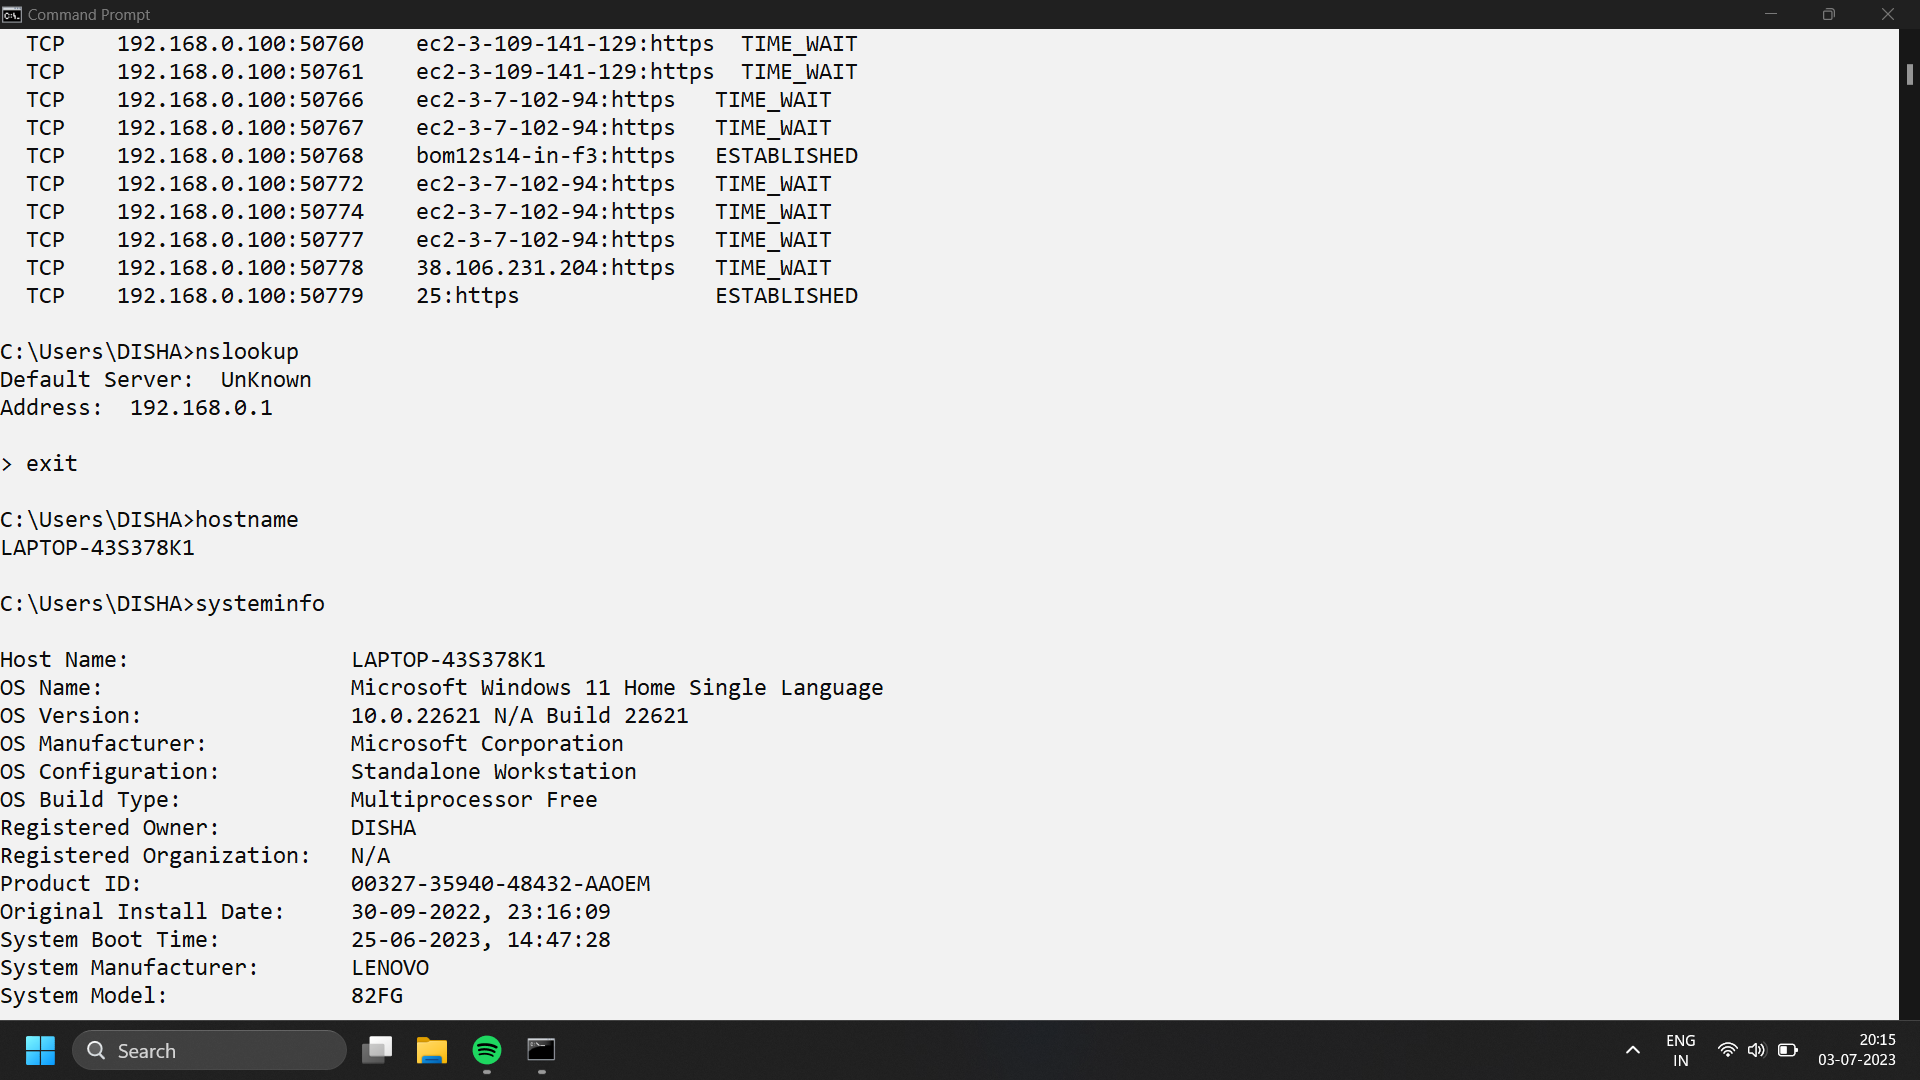 Command Prompt
TCP    192.168.0.100:50760    ec2-3-109-141-129:https  TIME_WAIT
TCP    192.168.0.100:50761    ec2-3-109-141-129:https  TIME_WAIT
TCP    192.168.0.100:50766    ec2-3-7-102-94:https   TIME_WAIT
TCP    192.168.0.100:50767    ec2-3-7-102-94:https   TIME_WAIT
TCP    192.168.0.100:50768    bom12s14-in-f3:https   ESTABLISHED
TCP    192.168.0.100:50772    ec2-3-7-102-94:https   TIME_WAIT
TCP    192.168.0.100:50774    ec2-3-7-102-94:https   TIME_WAIT
TCP    192.168.0.100:50777    ec2-3-7-102-94:https   TIME_WAIT
TCP    192.168.0.100:50778    38.106.231.204:https   TIME_WAIT
TCP    192.168.0.100:50779    25:https               ESTABLISHED
C:\Users\DISHA>nslookup
Default Server:  UnKnown
Address:  192.168.0.1
> exit
C:\Users\DISHA>hostname
LAPTOP-43S378K1
C:\Users\DISHA>systeminfo
Host Name:                 LAPTOP-43S378K1
OS Name:                   Microsoft Windows 11 Home Single Language
OS Version:                10.0.22621 N/A Build 22621
OS Manufacturer:           Microsoft Corporation
OS Configuration:          Standalone Workstation
OS Build Type:             Multiprocessor Free
Registered Owner:          DISHA
Registered Organization:   N/A
Product ID:                00327-35940-48432-AAOEM
Original Install Date:     30-09-2022, 23:16:09
System Boot Time:          25-06-2023, 14:47:28
System Manufacturer:       LENOVO
System Model:              82FG
Search
ENG
IN
20:15
03-07-2023